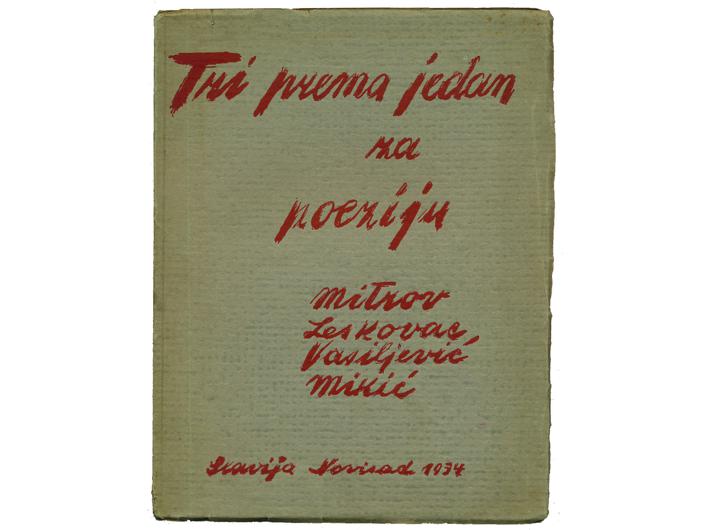 Tri prema jedan
za
poeziju
Mitrov
Leskovac
Vasiljević
Mikić
Slavija Novisad 1934